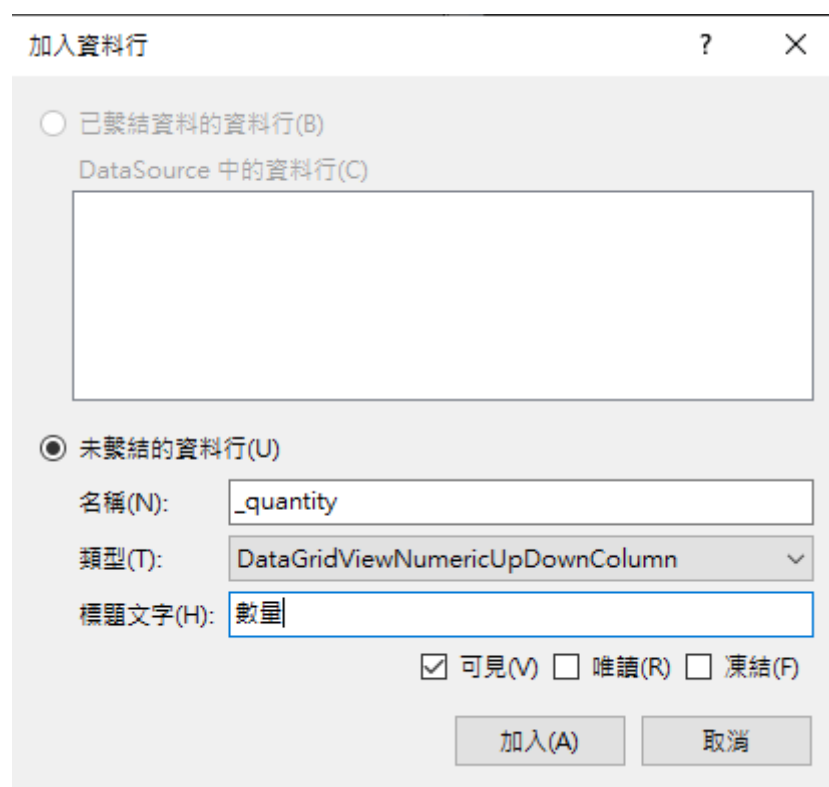 加入資料行 ? ✕
已繫結資料的資料行(B)
DataSource 中的資料行(C)
未繫結的資料行(U)
名稱(N): _quantity
類型(T): DataGridViewNumericUpDownColumn
標題文字(H): 數量
可見(V) 唯讀(R) 凍結(F)
加入(A) 取消